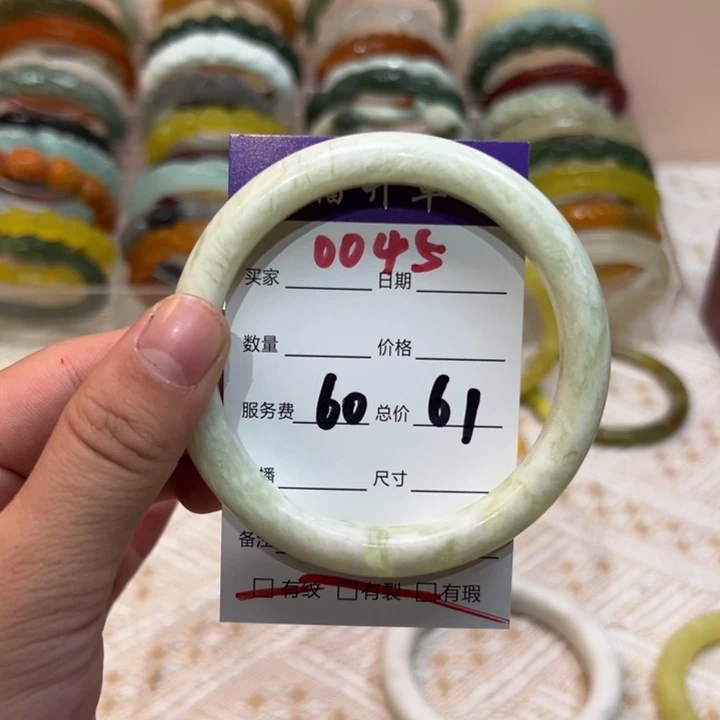 0045
买家 日期
数量 价格
服务费 60 总价 61
播 尺寸
备注
□有纹 □有裂 □有瑕